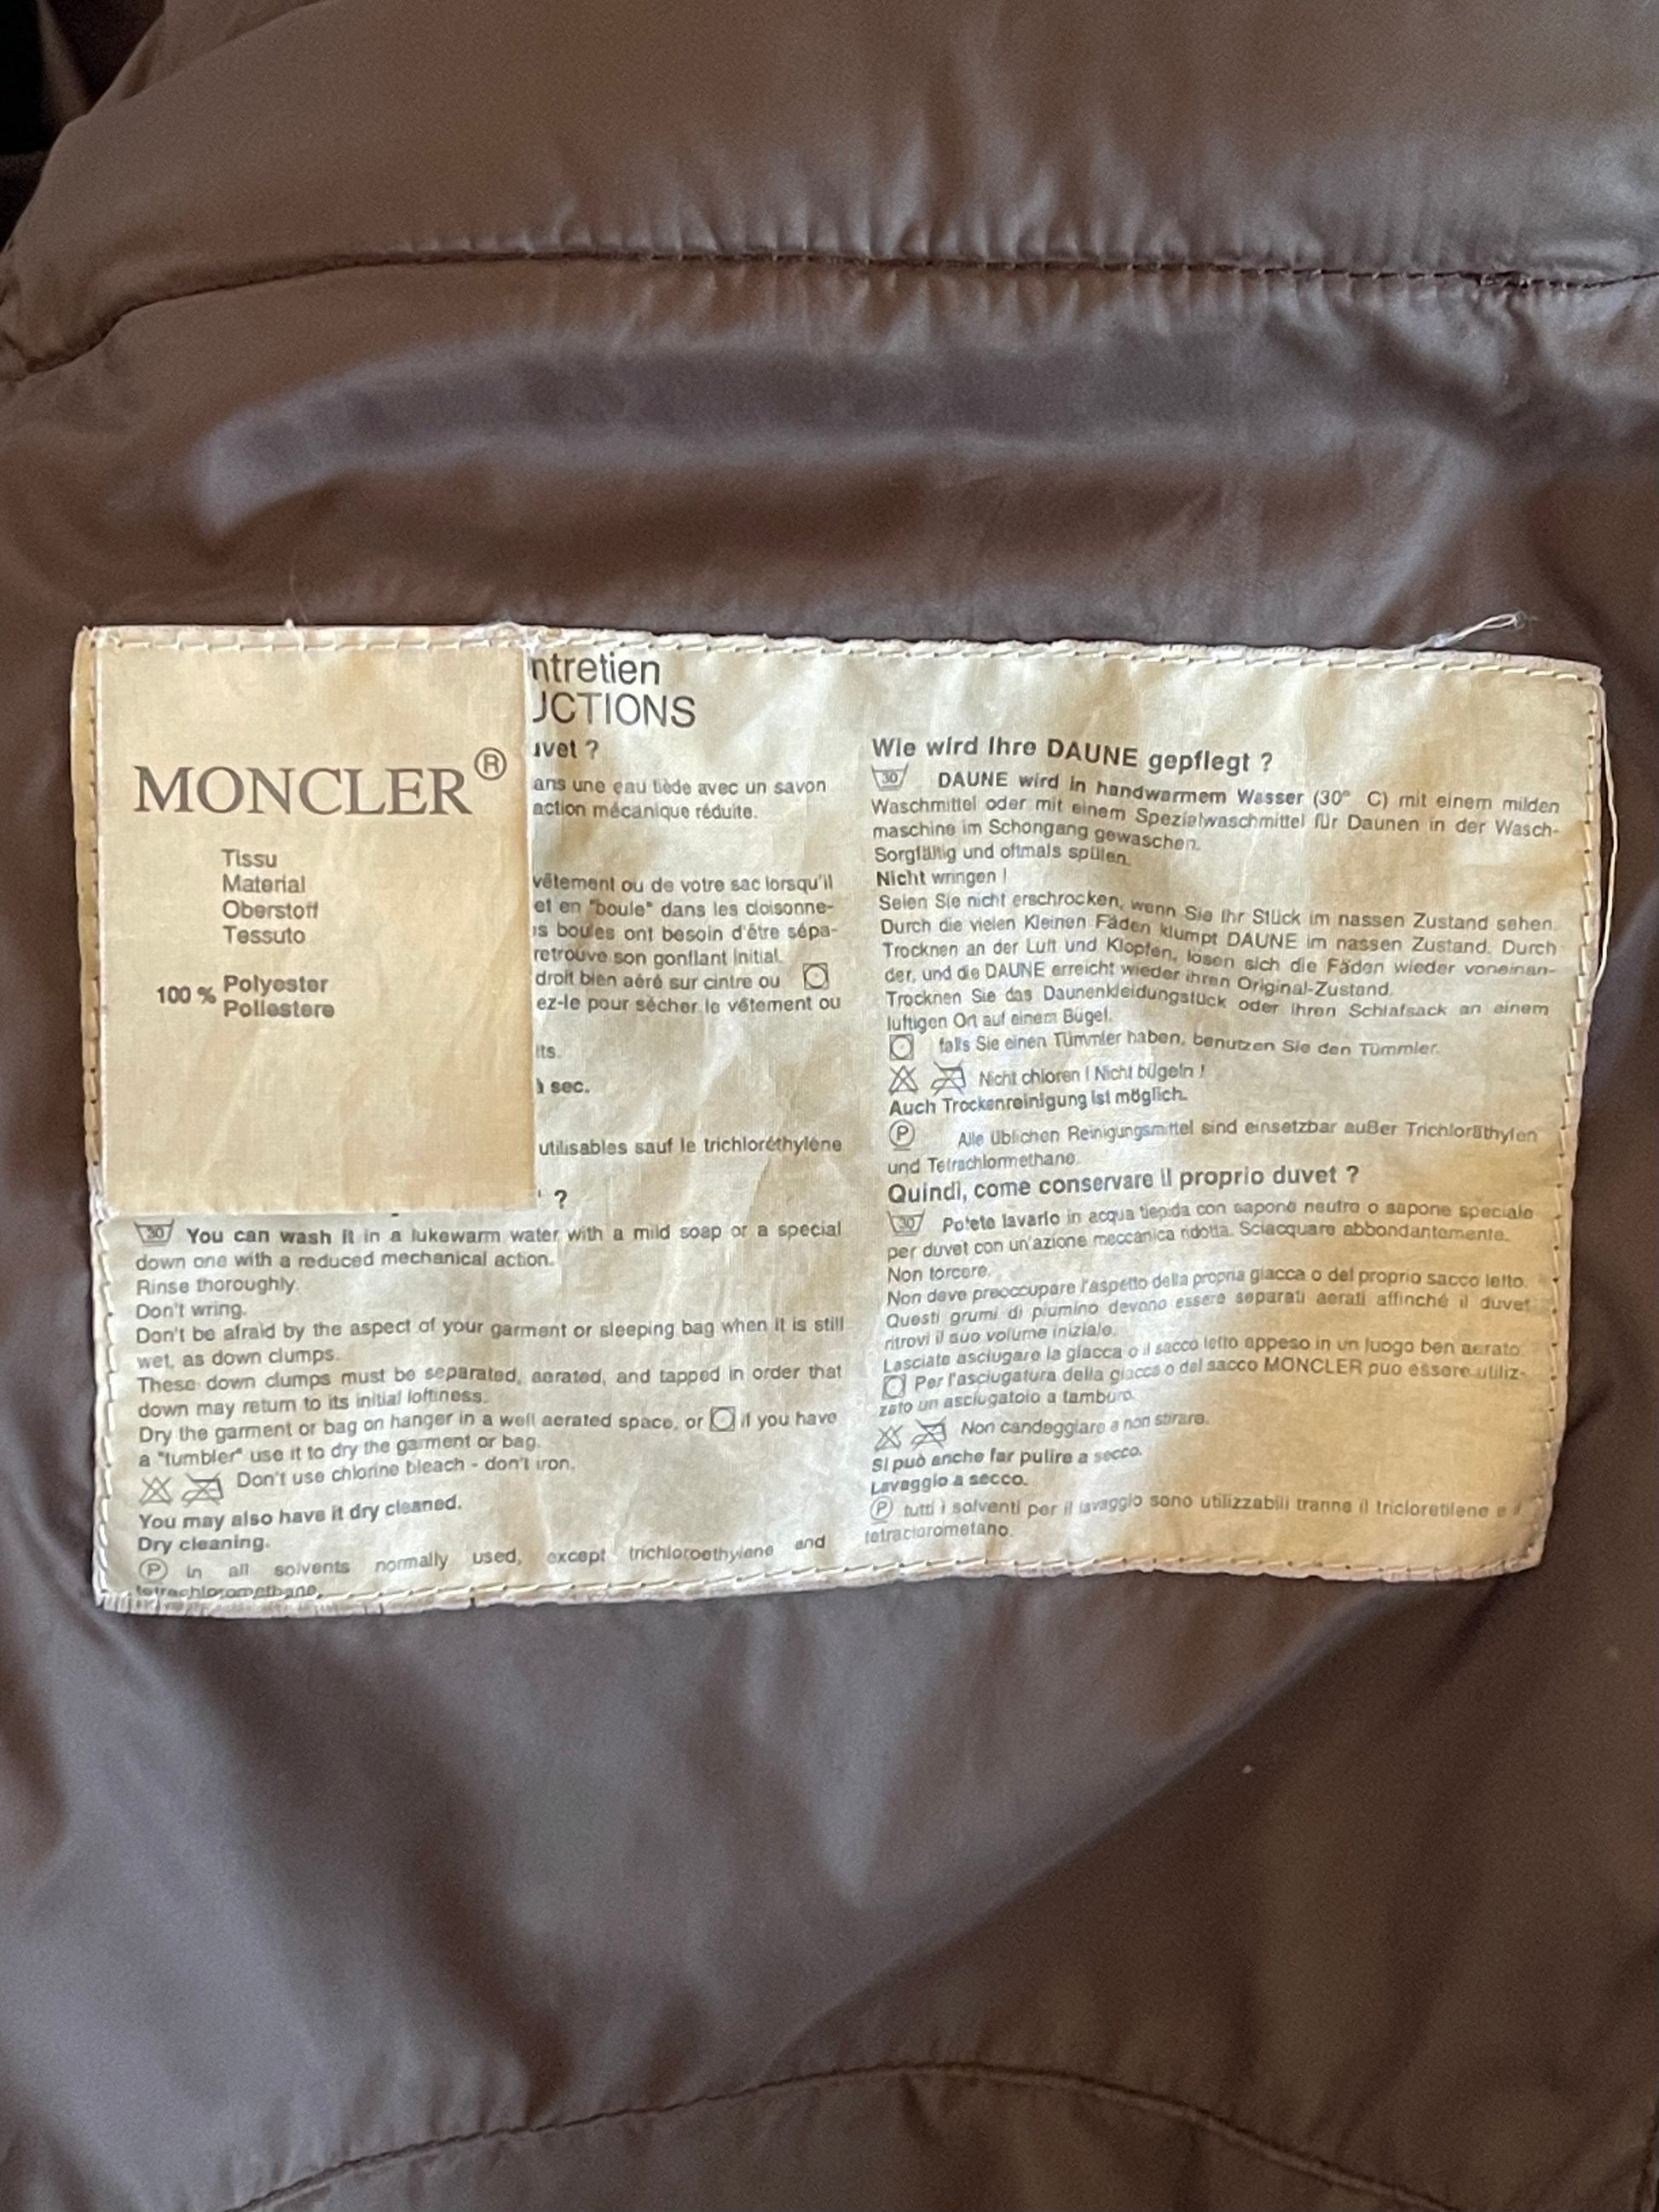 MONCLER®
Tissu
Material
Oberstoff
Tessuto
100 % Polyester
Poliestere
ntretien
UCTIONS
uvet ?
ans une eau tiède avec un savon
action mécanique réduite.
vêtement ou de votre sac lorsqu'il
et en "boule" dans les cloisonne-
s boules ont besoin d'être sépa-
retrouve son gonflant initial.
droit bien aéré sur cintre ou
ez-le pour sécher le vêtement ou
its.
à sec.
utilisables sauf le trichloréthylène
?
30 You can wash it in a lukewarm water with a mild soap or a special
down one with a reduced mechanical action.
Rinse thoroughly.
Don't wring.
Don't be afraid by the aspect of your garment or sleeping bag when it is still
wet, as down clumps.
These down clumps must be separated, aerated, and tapped in order that
down may return to its initial loftiness.
Dry the garment or bag on hanger in a well aerated space, or if you have
a "tumbler" use it to dry the garment or bag.
Don't use chlorine bleach - don't iron.
You may also have it dry cleaned.
Dry cleaning.
P in all solvents normally used, except trichloroethylene and
tetrachloromethane.
Wie wird Ihre DAUNE gepflegt ?
30 DAUNE wird in handwarmem Wasser (30° C) mit einem milden
Waschmittel oder mit einem Spezialwaschmittel für Daunen in der Wasch-
maschine im Schongang gewaschen.
Sorgfältig und oftmals spülen.
Nicht wringen !
Seien Sie nicht erschrocken, wenn Sie Ihr Stück im nassen Zustand sehen.
Durch die vielen Kleinen Fäden klumpt DAUNE im nassen Zustand. Durch
Trocknen an der Luft und Klopfen, lösen sich die Fäden wieder voneinan-
der, und die DAUNE erreicht wieder ihren Original-Zustand.
Trocknen Sie das Daunenkleidungstück oder Ihren Schlafsack an einem
luftigen Ort auf einem Bügel.
falls Sie einen Tümmler haben, benutzen Sie den Tümmler.
Nicht chloren ! Nicht bügeln !
Auch Trockenreinigung ist möglich.
P Alle üblichen Reinigungsmittel sind einsetzbar außer Trichloräthylen
und Tetrachlormethane.
Quindi, come conservare il proprio duvet ?
30 Potete lavarlo in acqua tiepida con sapone neutro o sapone speciale
per duvet con un'azione meccanica ridotta. Sciacquare abbondantemente.
Non torcere.
Non deve preoccupare l'aspetto della propria giacca o del proprio sacco letto.
Questi grumi di piumino devono essere separati aerati affinché il duvet
ritrovi il suo volume iniziale.
Lasciate asciugare la giacca o il sacco letto appeso in un luogo ben aerato.
Per l'asciugatura della giacca o del sacco MONCLER puo essere utiliz-
zato un asciugatoio a tamburo.
Non candeggiare e non stirare.
Si può anche far pulire a secco.
Lavaggio a secco.
P tutti i solventi per il lavaggio sono utilizzabili tranne il tricloretilene e il
tetraclorometano.